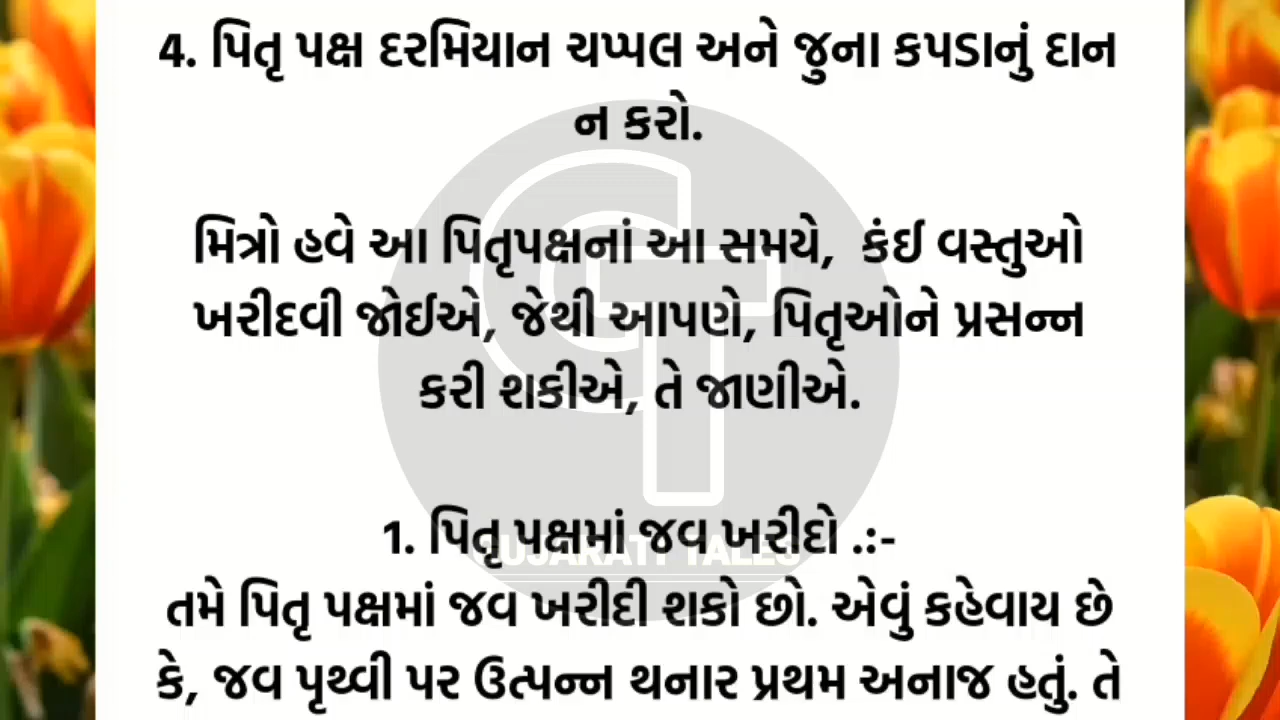 4. પિતૃ પક્ષ દરમિયાન ચપ્પલ અને જુના કપડાનું દાન
ન કરો.
મિત્રો હવે આ પિતૃપક્ષનાં આ સમયે, કંઈ વસ્તુઓ
ખરીદવી જોઈએ, જેથી આપણે, પિતૃઓને પ્રસન્ન
કરી શકીએ, તે જાણીએ.
1. પિતૃ પક્ષમાં જવ ખરીદો .:-
GUJARATI TALES
તમે પિતૃ પક્ષમાં જવ ખરીદી શકો છો. એવું કહેવાય છે
કે, જવ પૃથ્વી પર ઉત્પન્ન થનાર પ્રથમ અનાજ હતું. તે